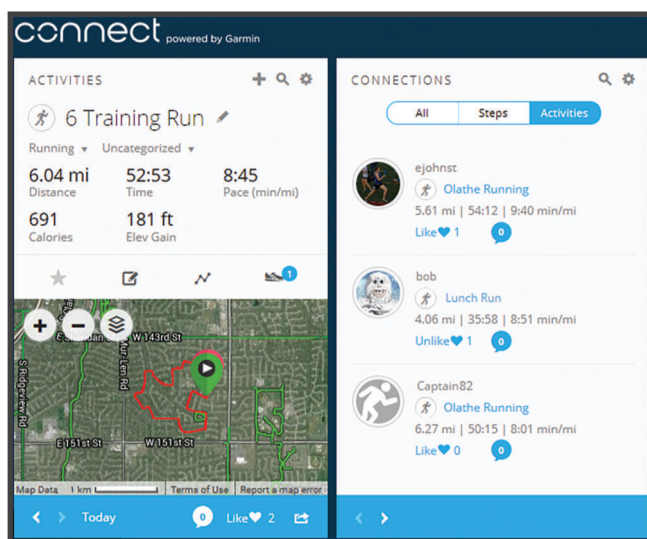 connect powered by Garmin
ACTIVITIES
6 Training Run
Running Uncategorized
6.04 mi 52:53 8:45
Distance Time Pace (min/mi)
691 181 ft
Calories Elev Gain
1
W 143rd St
S Ridgeview Rd
Mur-Len Rd
E 151st St W 151st St
Map Data 1 km Terms of Use Report a map error
Today 0 Like 2
CONNECTIONS
All Steps Activities
ejohnst
Olathe Running
5.61 mi | 54:12 | 9:40 min/mi
Like 1 0
bob
Lunch Run
4.06 mi | 35:58 | 8:51 min/mi
Unlike 1 0
Captain82
Olathe Running
6.27 mi | 50:15 | 8:01 min/mi
Like 0 0